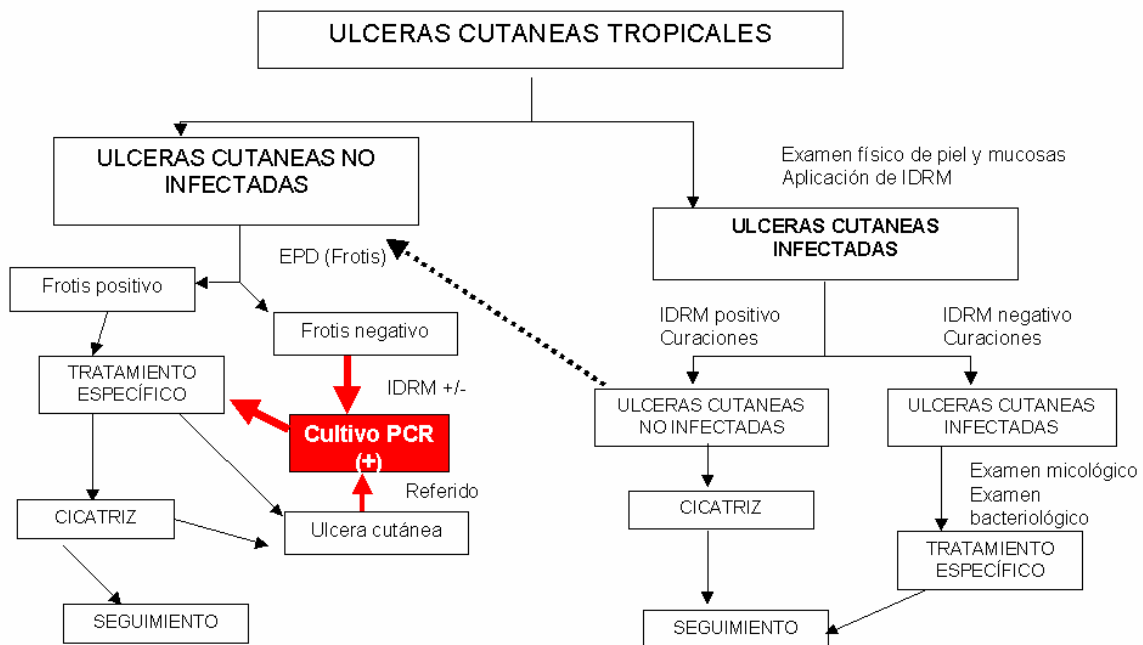 ULCERAS CUTANEAS TROPICALES
ULCERAS CUTANEAS NO
INFECTADAS
Examen físico de piel y mucosas
Aplicación de IDRM
ULCERAS CUTANEAS
INFECTADAS
EPD (Frotis)
Frotis positivo
Frotis negativo
IDRM positivo
Curaciones
IDRM negativo
Curaciones
TRATAMIENTO
ESPECÍFICO
IDRM +/-
Cultivo PCR
(+)
ULCERAS CUTANEAS
NO INFECTADAS
ULCERAS CUTANEAS
INFECTADAS
Referido
Examen micológico
Examen
bacteriológico
CICATRIZ
Ulcera cutánea
CICATRIZ
TRATAMIENTO
ESPECÍFICO
SEGUIMIENTO
SEGUIMIENTO